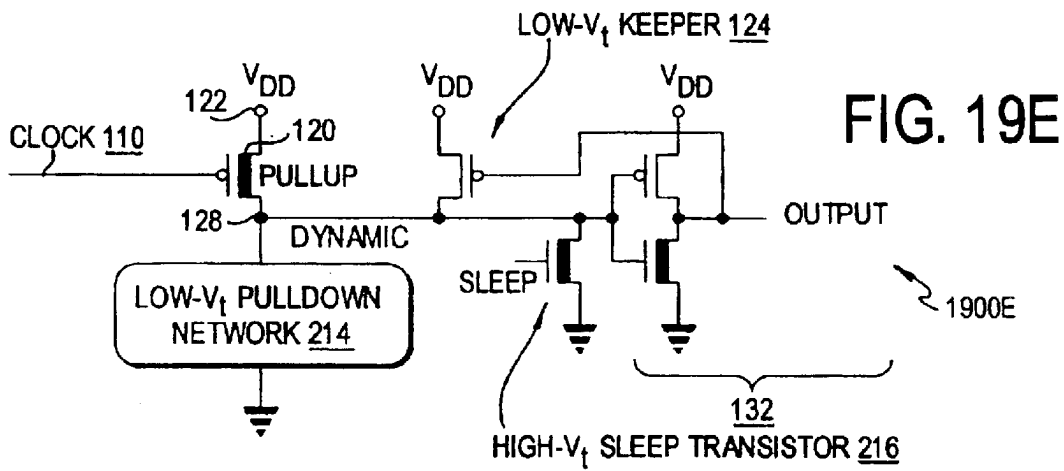 LOW-Vt KEEPER 124
VDD
VDD
VDD
FIG. 19E
122
120
CLOCK 110
PULLUP
128
DYNAMIC
OUTPUT
SLEEP
LOW-Vt PULLDOWN
NETWORK 214
1900E
132
HIGH-Vt SLEEP TRANSISTOR 216